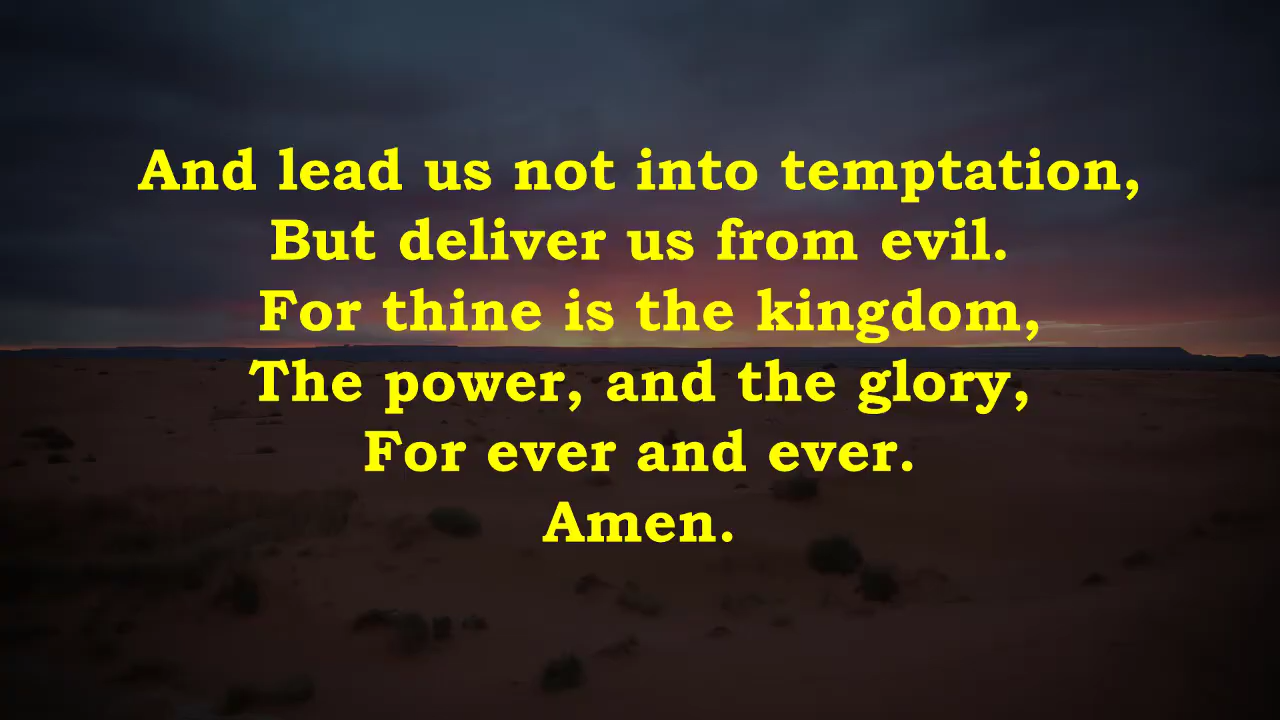 And lead us not into temptation,
But deliver us from evil.
For thine is the kingdom,
The power, and the glory,
For ever and ever.
Amen.